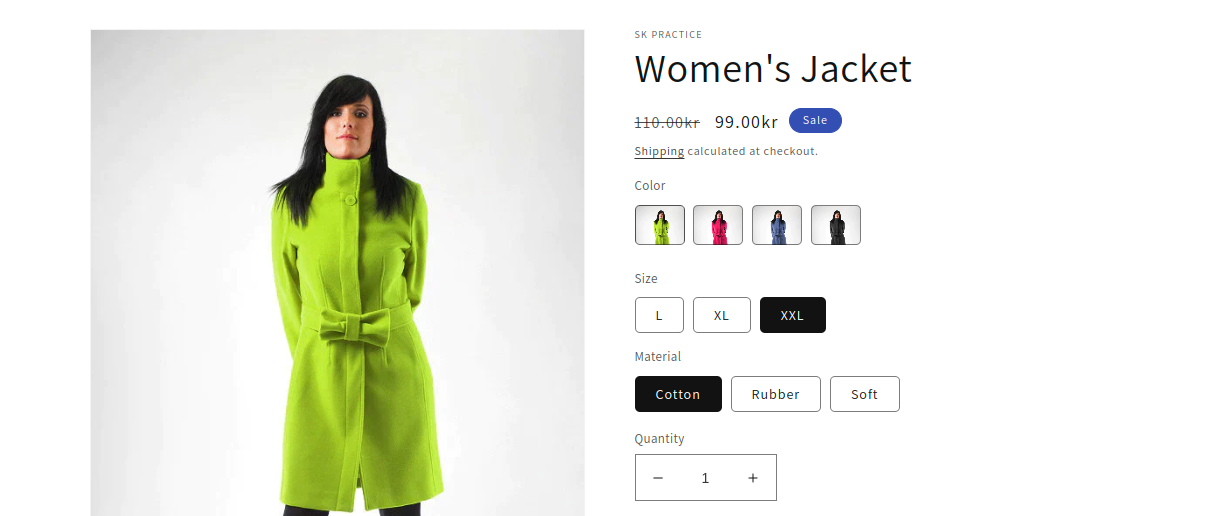 SK PRACTICE
Women's Jacket
110.00kr 99.00kr Sale
Shipping calculated at checkout.
Color
Size
L XL XXL
Material
Cotton Rubber Soft
Quantity
− 1 +